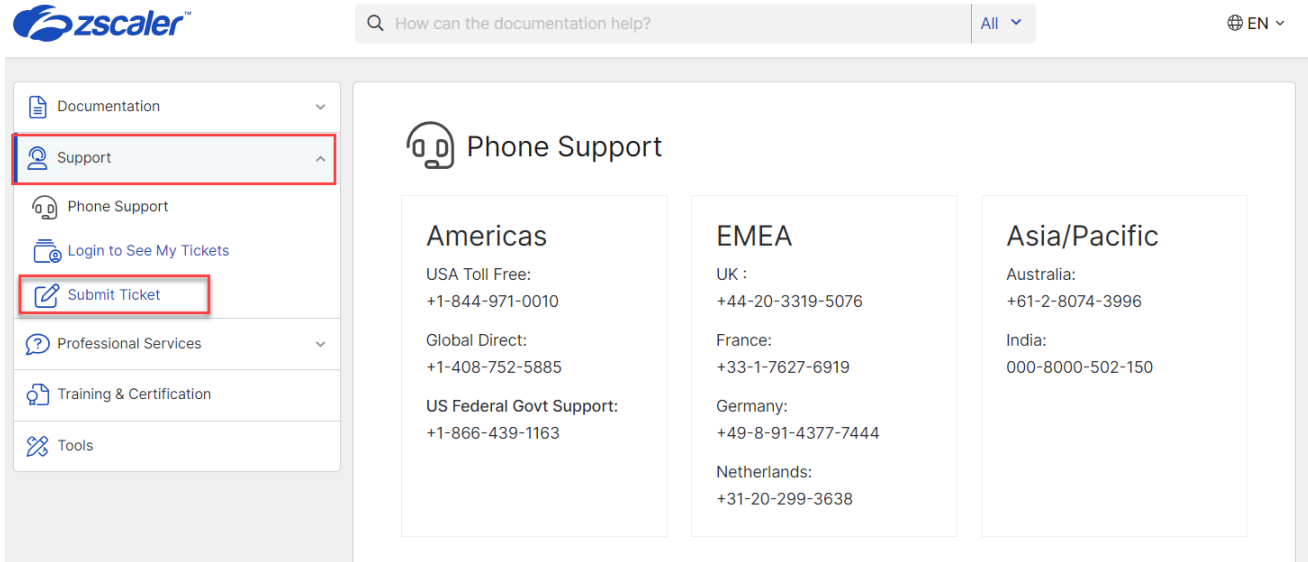 zscaler™
How can the documentation help?
All
EN
Documentation
Support
Phone Support
Login to See My Tickets
Submit Ticket
Professional Services
Training & Certification
Tools
Phone Support
Americas
USA Toll Free:
+1-844-971-0010
Global Direct:
+1-408-752-5885
US Federal Govt Support:
+1-866-439-1163
EMEA
UK :
+44-20-3319-5076
France:
+33-1-7627-6919
Germany:
+49-8-91-4377-7444
Netherlands:
+31-20-299-3638
Asia/Pacific
Australia:
+61-2-8074-3996
India:
000-8000-502-150